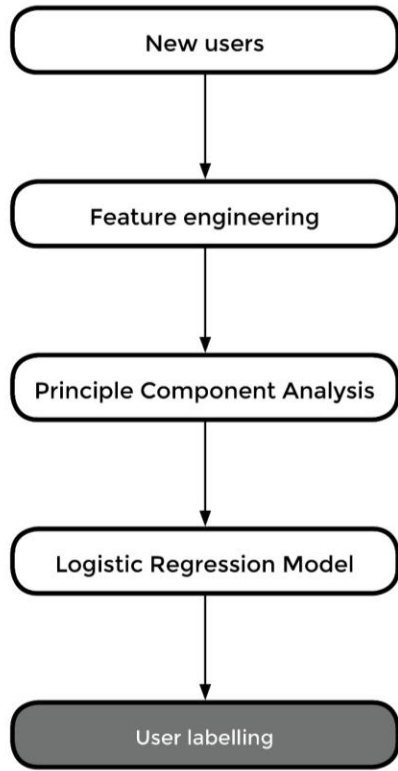 New users
Feature engineering
Principle Component Analysis
Logistic Regression Model
User labelling